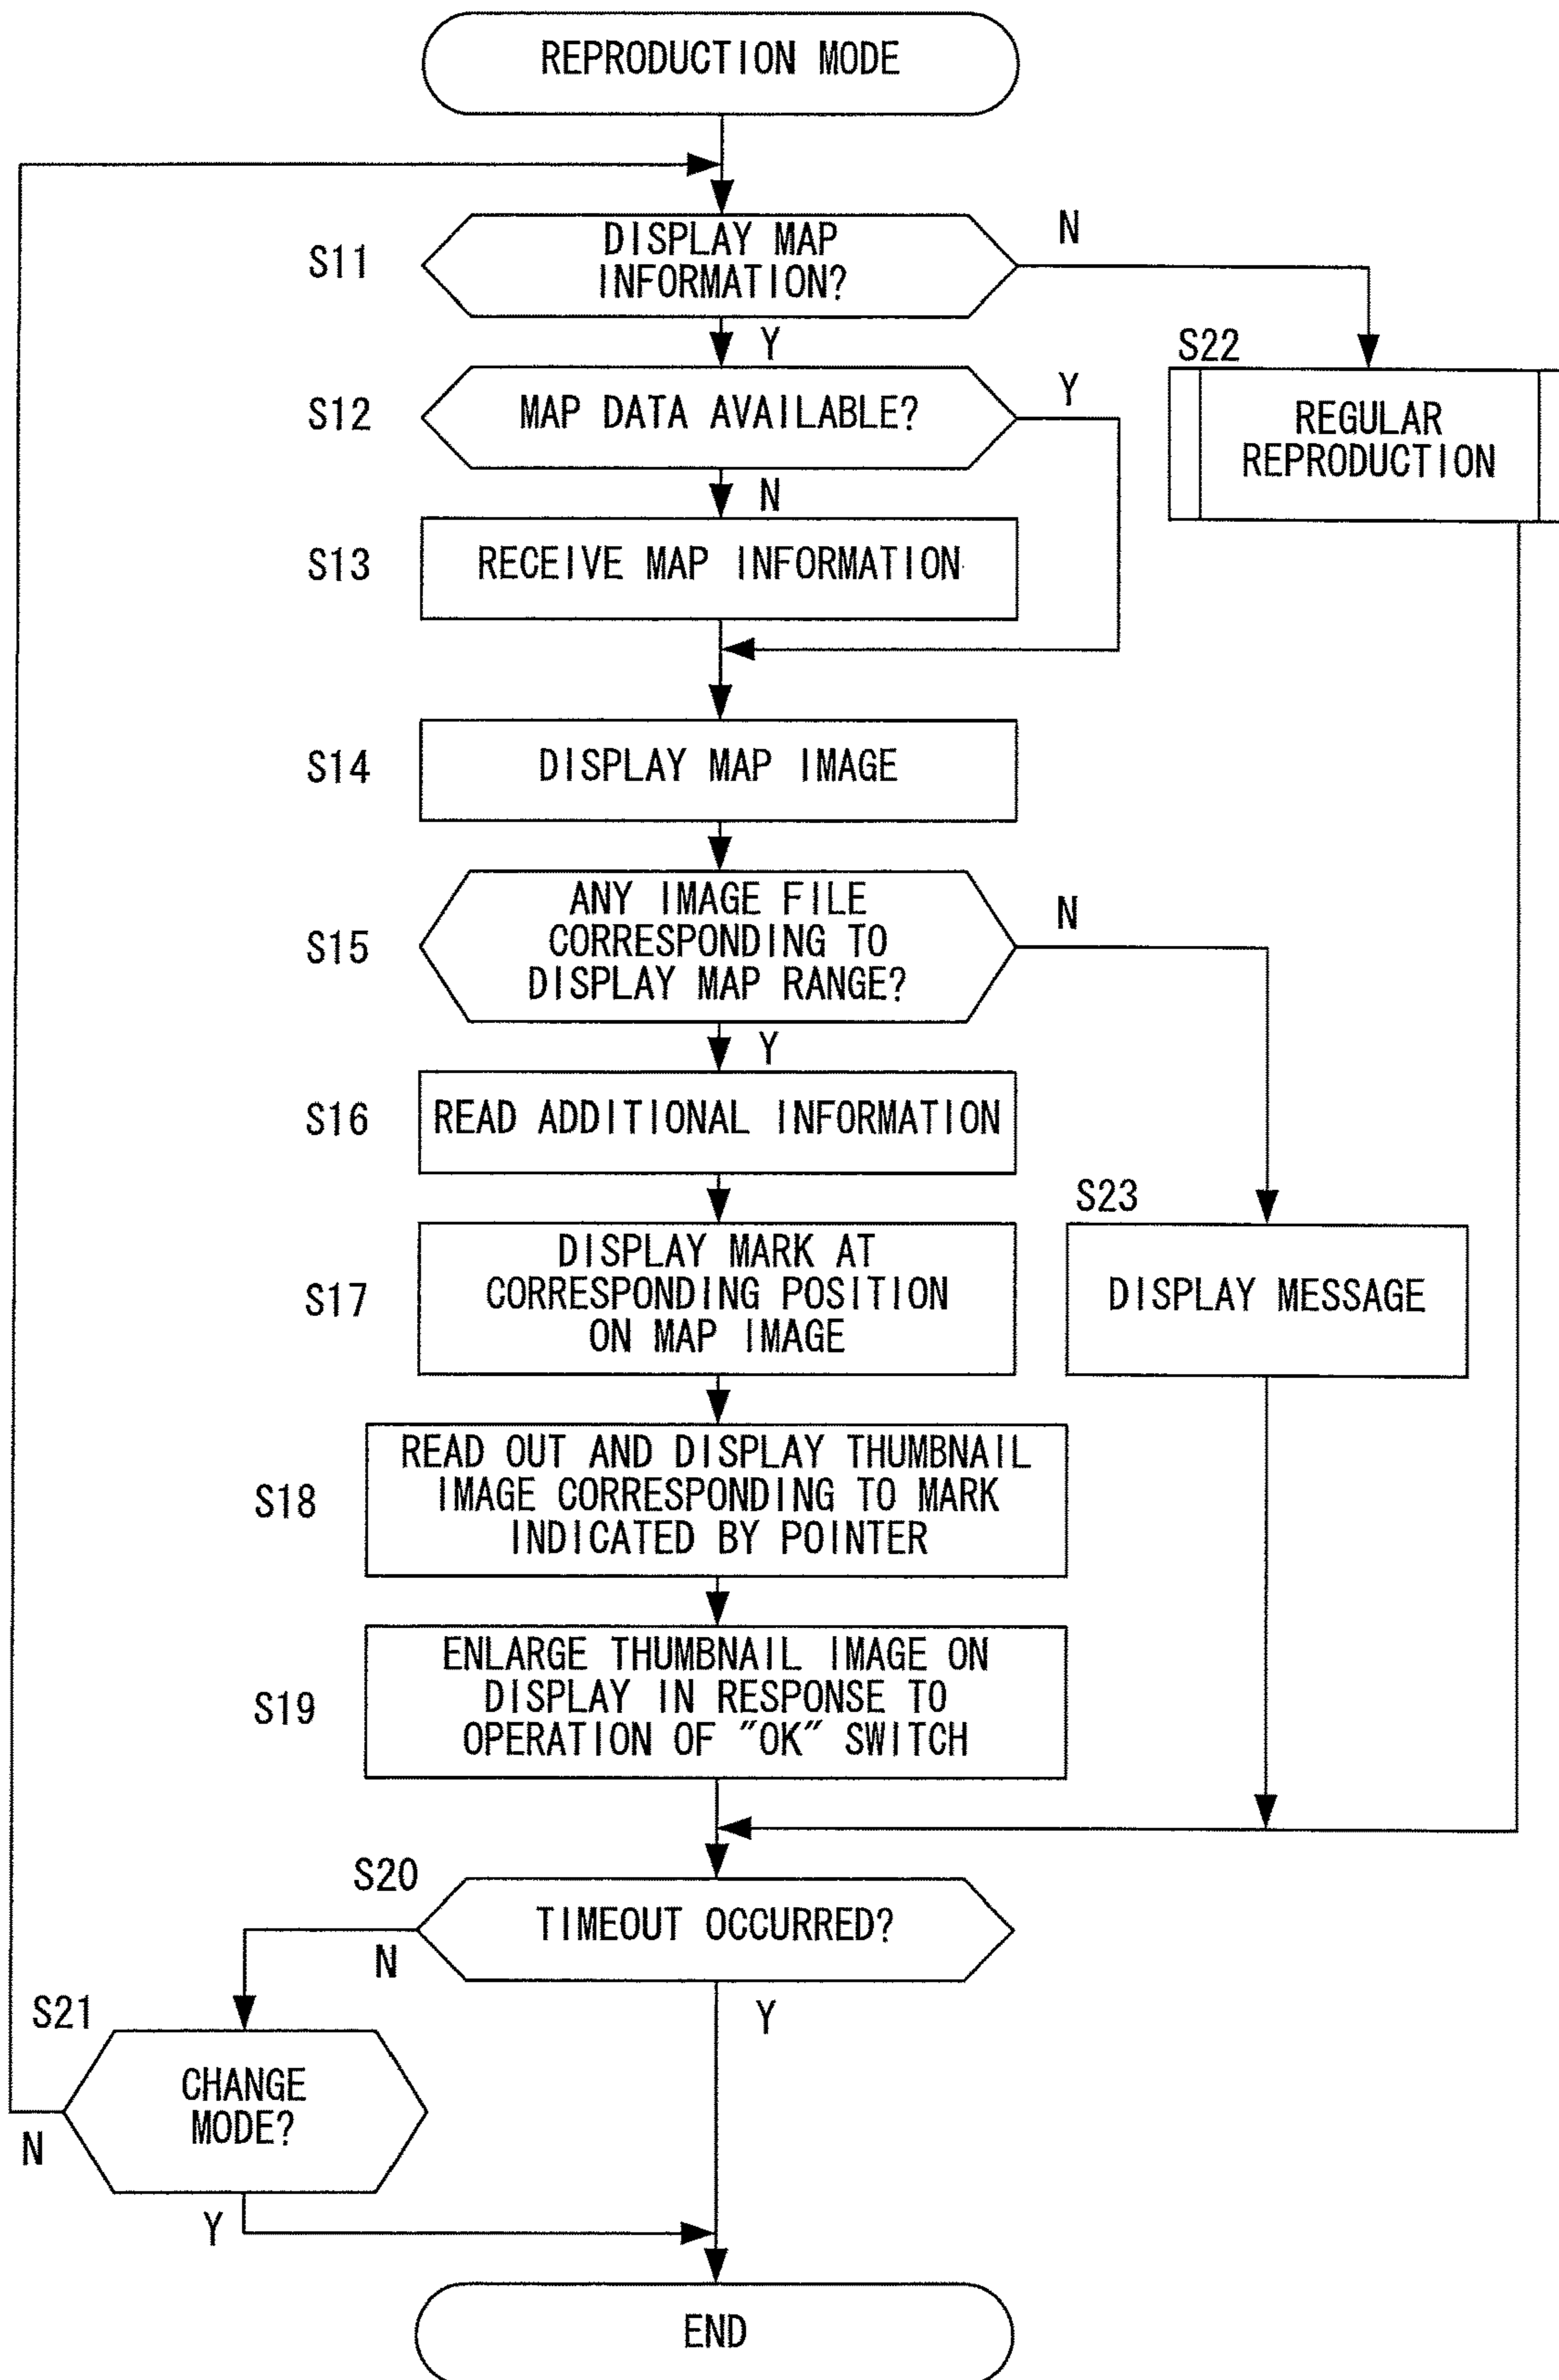 REPRODUCTION MODE
S11
DISPLAY MAP
INFORMATION?
N
Y
S22
REGULAR
REPRODUCTION
S12
MAP DATA AVAILABLE?
Y
N
S13
RECEIVE MAP INFORMATION
S14
DISPLAY MAP IMAGE
S15
ANY IMAGE FILE
CORRESPONDING TO
DISPLAY MAP RANGE?
N
Y
S16
READ ADDITIONAL INFORMATION
S17
DISPLAY MARK AT
CORRESPONDING POSITION
ON MAP IMAGE
S23
DISPLAY MESSAGE
S18
READ OUT AND DISPLAY THUMBNAIL
IMAGE CORRESPONDING TO MARK
INDICATED BY POINTER
S19
ENLARGE THUMBNAIL IMAGE ON
DISPLAY IN RESPONSE TO
OPERATION OF "OK" SWITCH
S20
TIMEOUT OCCURRED?
N
Y
S21
CHANGE
MODE?
N
Y
END